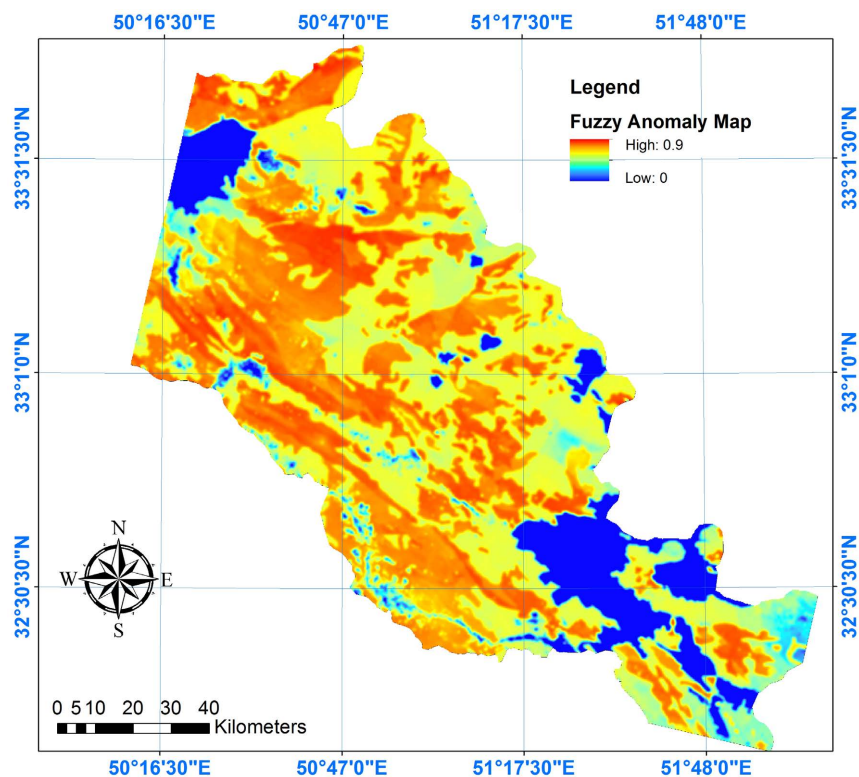 50°16'30"E 50°47'0"E 51°17'30"E 51°48'0"E
Legend
Fuzzy Anomaly Map
High: 0.9
Low: 0
33°31'30"N 33°31'30"N
33°1'0"N 33°1'0"N
32°30'30"N 32°30'30"N
N
W E
S
0 5 10 20 30 40
Kilometers
50°16'30"E 50°47'0"E 51°17'30"E 51°48'0"E